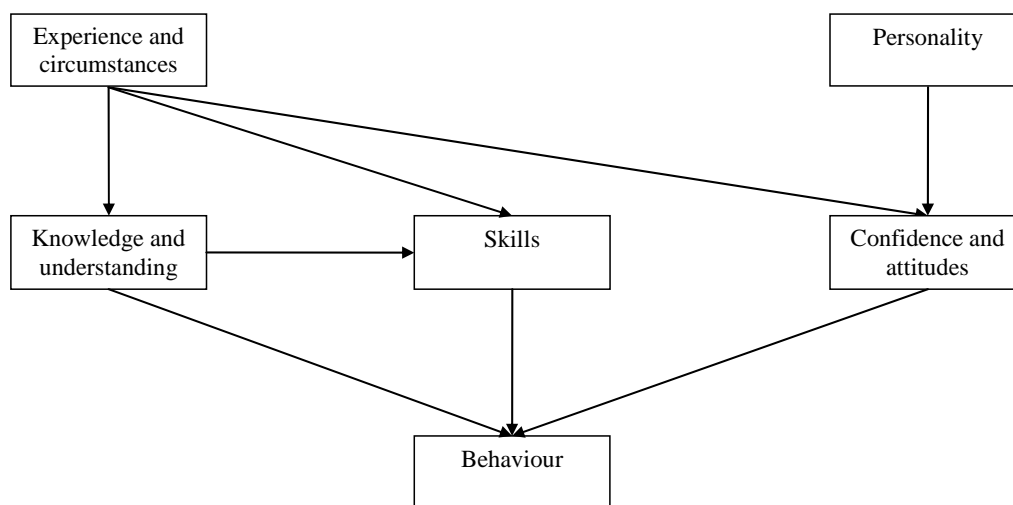 Experience and
circumstances
Personality
Knowledge and
understanding
Skills
Confidence and
attitudes
Behaviour